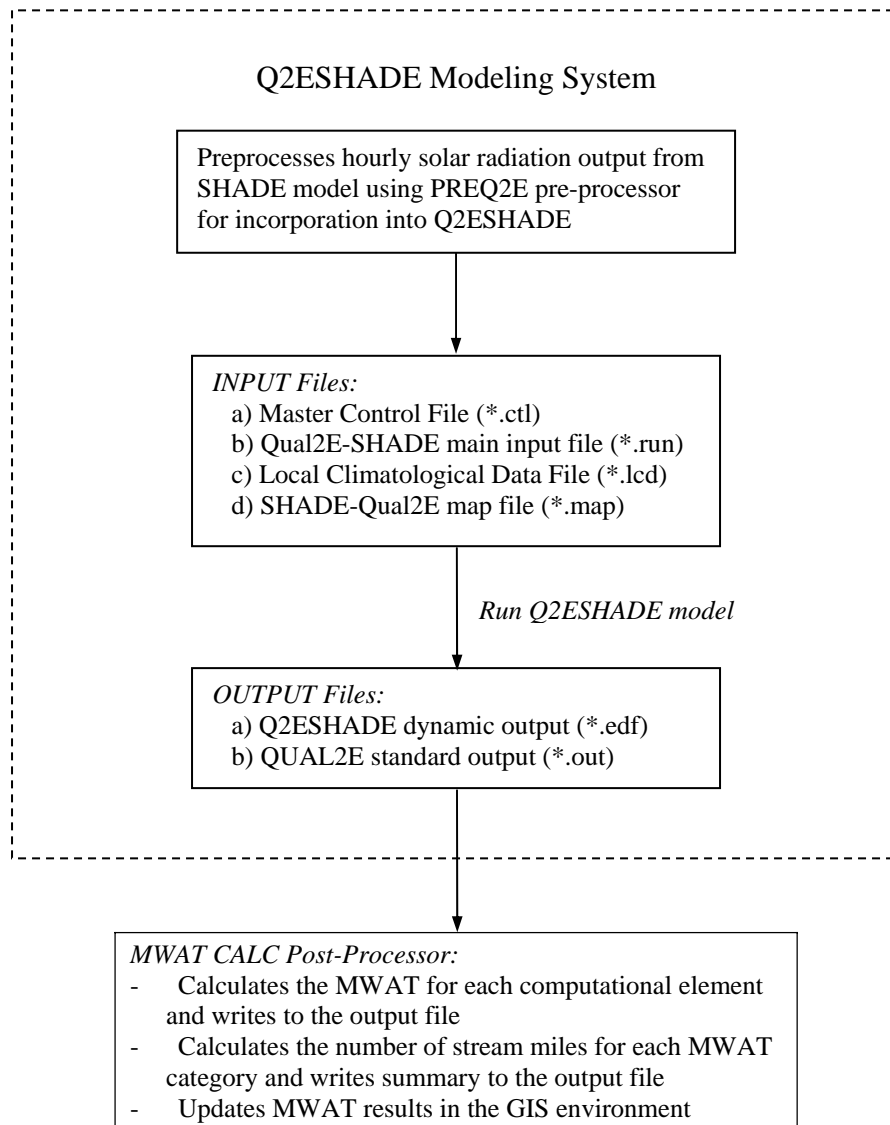 Q2ESHADE Modeling System
Preprocesses hourly solar radiation output from
SHADE model using PREQ2E pre-processor
for incorporation into Q2ESHADE
INPUT Files:
a) Master Control File (*.ctl)
b) Qual2E-SHADE main input file (*.run)
c) Local Climatological Data File (*.lcd)
d) SHADE-Qual2E map file (*.map)
Run Q2ESHADE model
OUTPUT Files:
a) Q2ESHADE dynamic output (*.edf)
b) QUAL2E standard output (*.out)
MWAT CALC Post-Processor:
- Calculates the MWAT for each computational element
and writes to the output file
- Calculates the number of stream miles for each MWAT
category and writes summary to the output file
- Updates MWAT results in the GIS environment